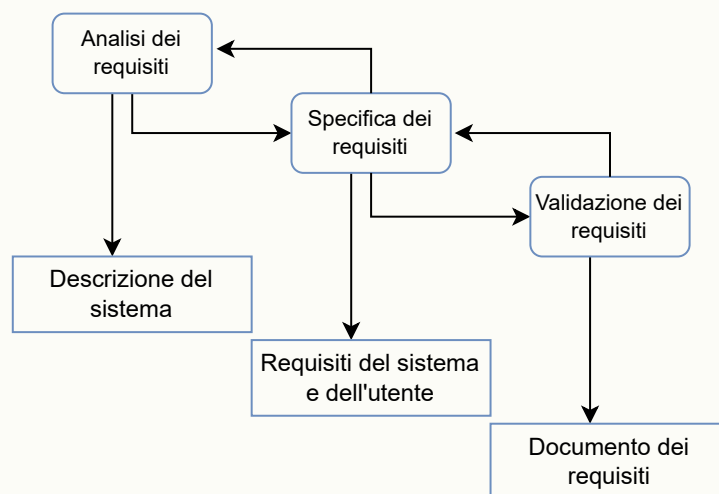 Analisi dei
requisiti
Specifica dei
requisiti
Validazione dei
requisiti
Descrizione del
sistema
Requisiti del sistema
e dell'utente
Documento dei
requisiti